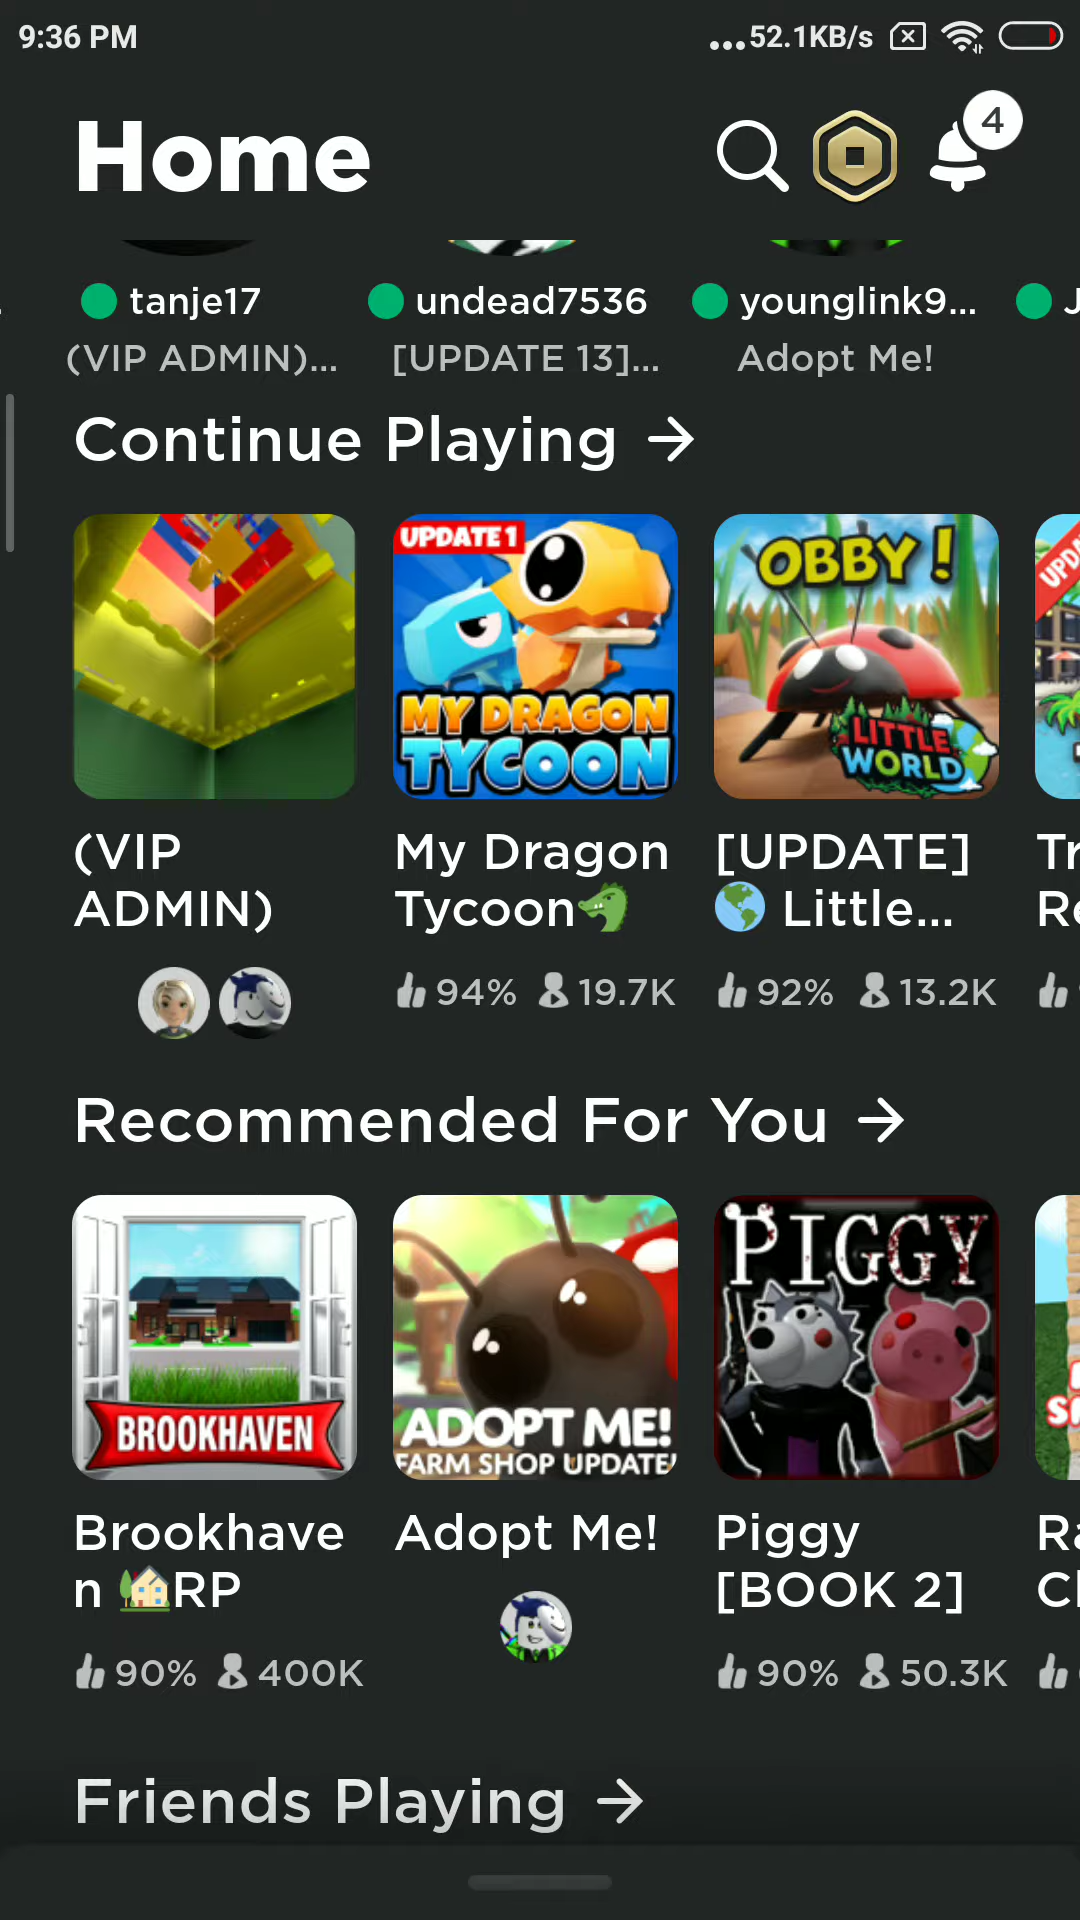 9:36 PM
...52.1KB/s
Home
4
tanje17
undead7536
younglink9...
J
(VIP ADMIN)...
[UPDATE 13]...
Adopt Me!
Continue Playing →
UPDATE 1
MY DRAGON
TYCOON
OBBY!
LITTLE
WORLD
(VIP
ADMIN)
My Dragon
Tycoon🐲
94% 19.7K
[UPDATE]
🌎 Little...
92% 13.2K
Tr
Re
Recommended For You →
BROOKHAVEN
ADOPT ME!
FARM SHOP UPDATE!
PIGGY
Brookhave
n 🏡RP
90% 400K
Adopt Me!
Piggy
[BOOK 2]
90% 50.3K
Ra
Friends Playing →